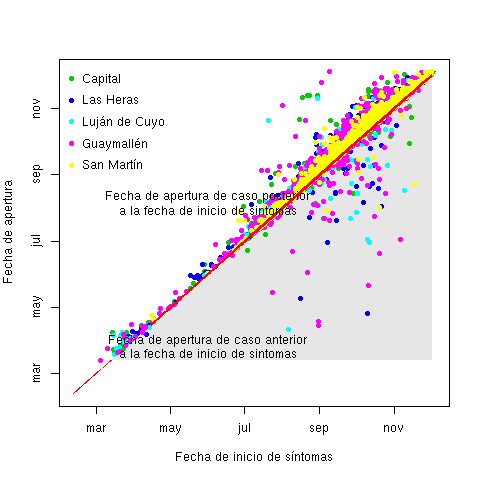 Capital
Las Heras
Luján de Cuyo
Guaymallén
San Martín
Fecha de apertura de caso posterior
a la fecha de inicio de síntomas
Fecha de apertura de caso anterior
a la fecha de inicio de síntomas
Fecha de apertura
mar
may
jul
sep
nov
mar
may
jul
sep
nov
Fecha de inicio de síntomas